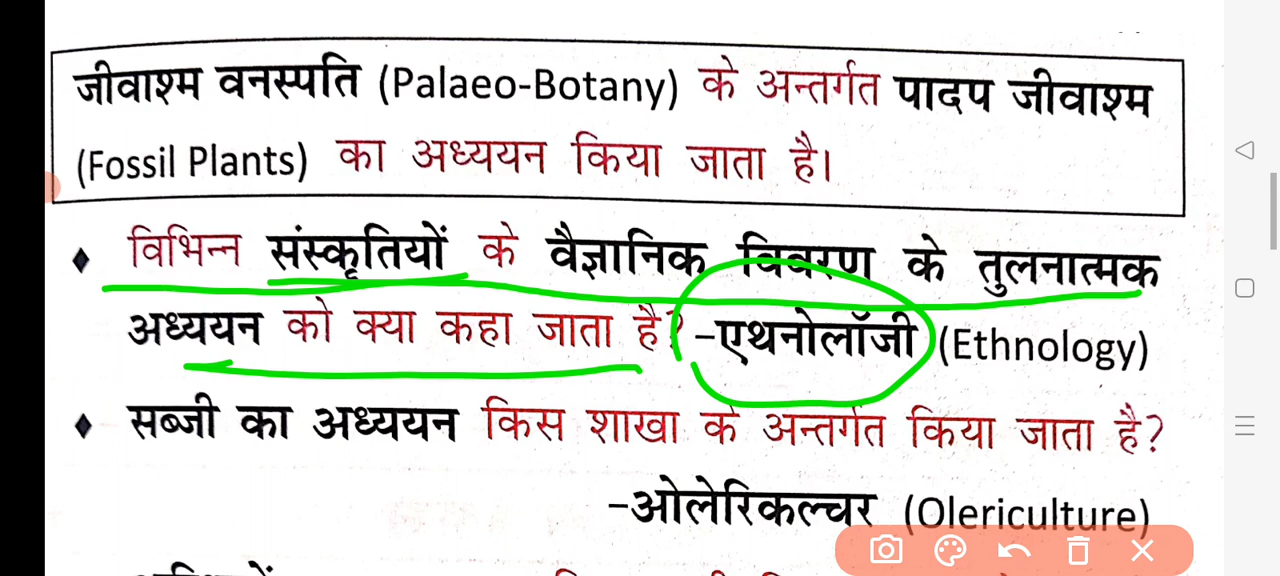 जीवाश्म वनस्पति (Palaeo-Botany) के अन्तर्गत पादप जीवाश्म
(Fossil Plants) का अध्ययन किया जाता है।
♦ विभिन्न संस्कृतियों के वैज्ञानिक विवरण के तुलनात्मक
अध्ययन को क्या कहा जाता है? -एथनोलॉजी (Ethnology)
♦ सब्जी का अध्ययन किस शाखा के अन्तर्गत किया जाता है?
-ओलेरिकल्चर (Olericulture)